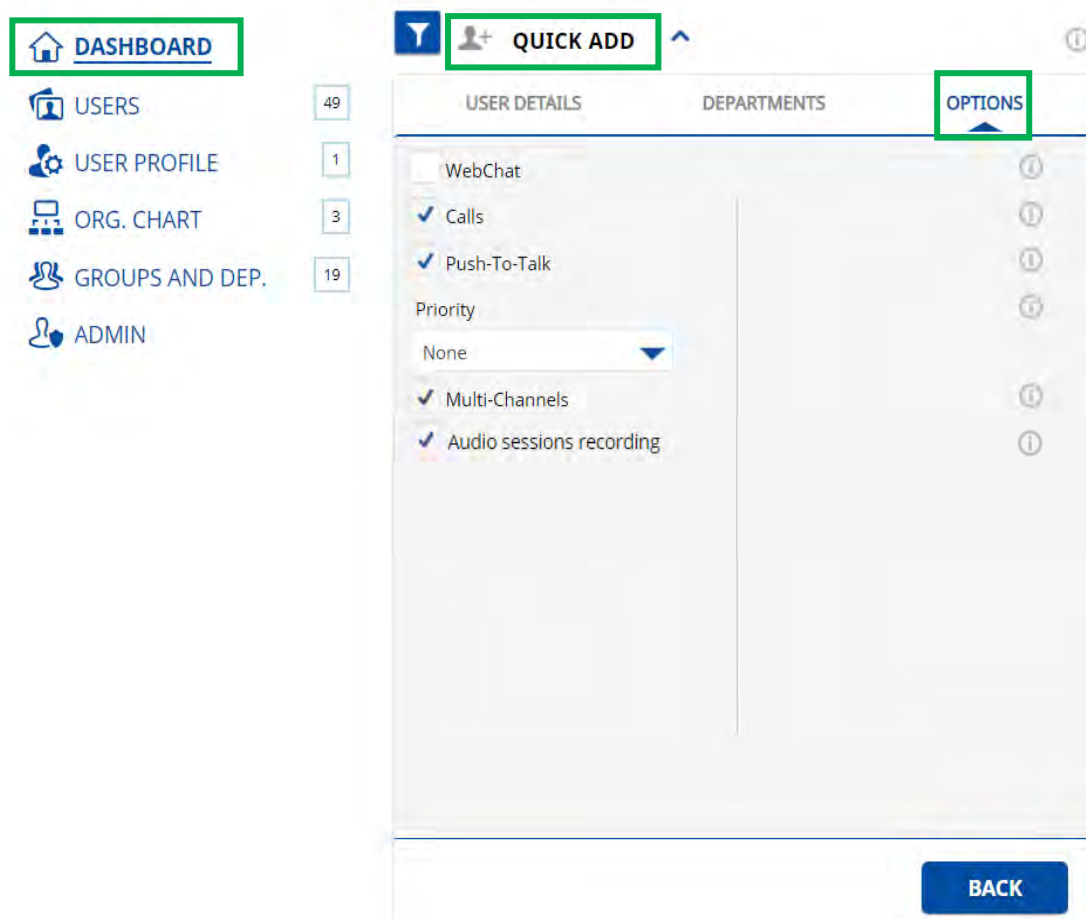 DASHBOARD
USERS 49
USER PROFILE 1
ORG. CHART 3
GROUPS AND DEP. 19
ADMIN
QUICK ADD
USER DETAILS DEPARTMENTS OPTIONS
WebChat
Calls
Push-To-Talk
Priority
None
Multi-Channels
Audio sessions recording
BACK